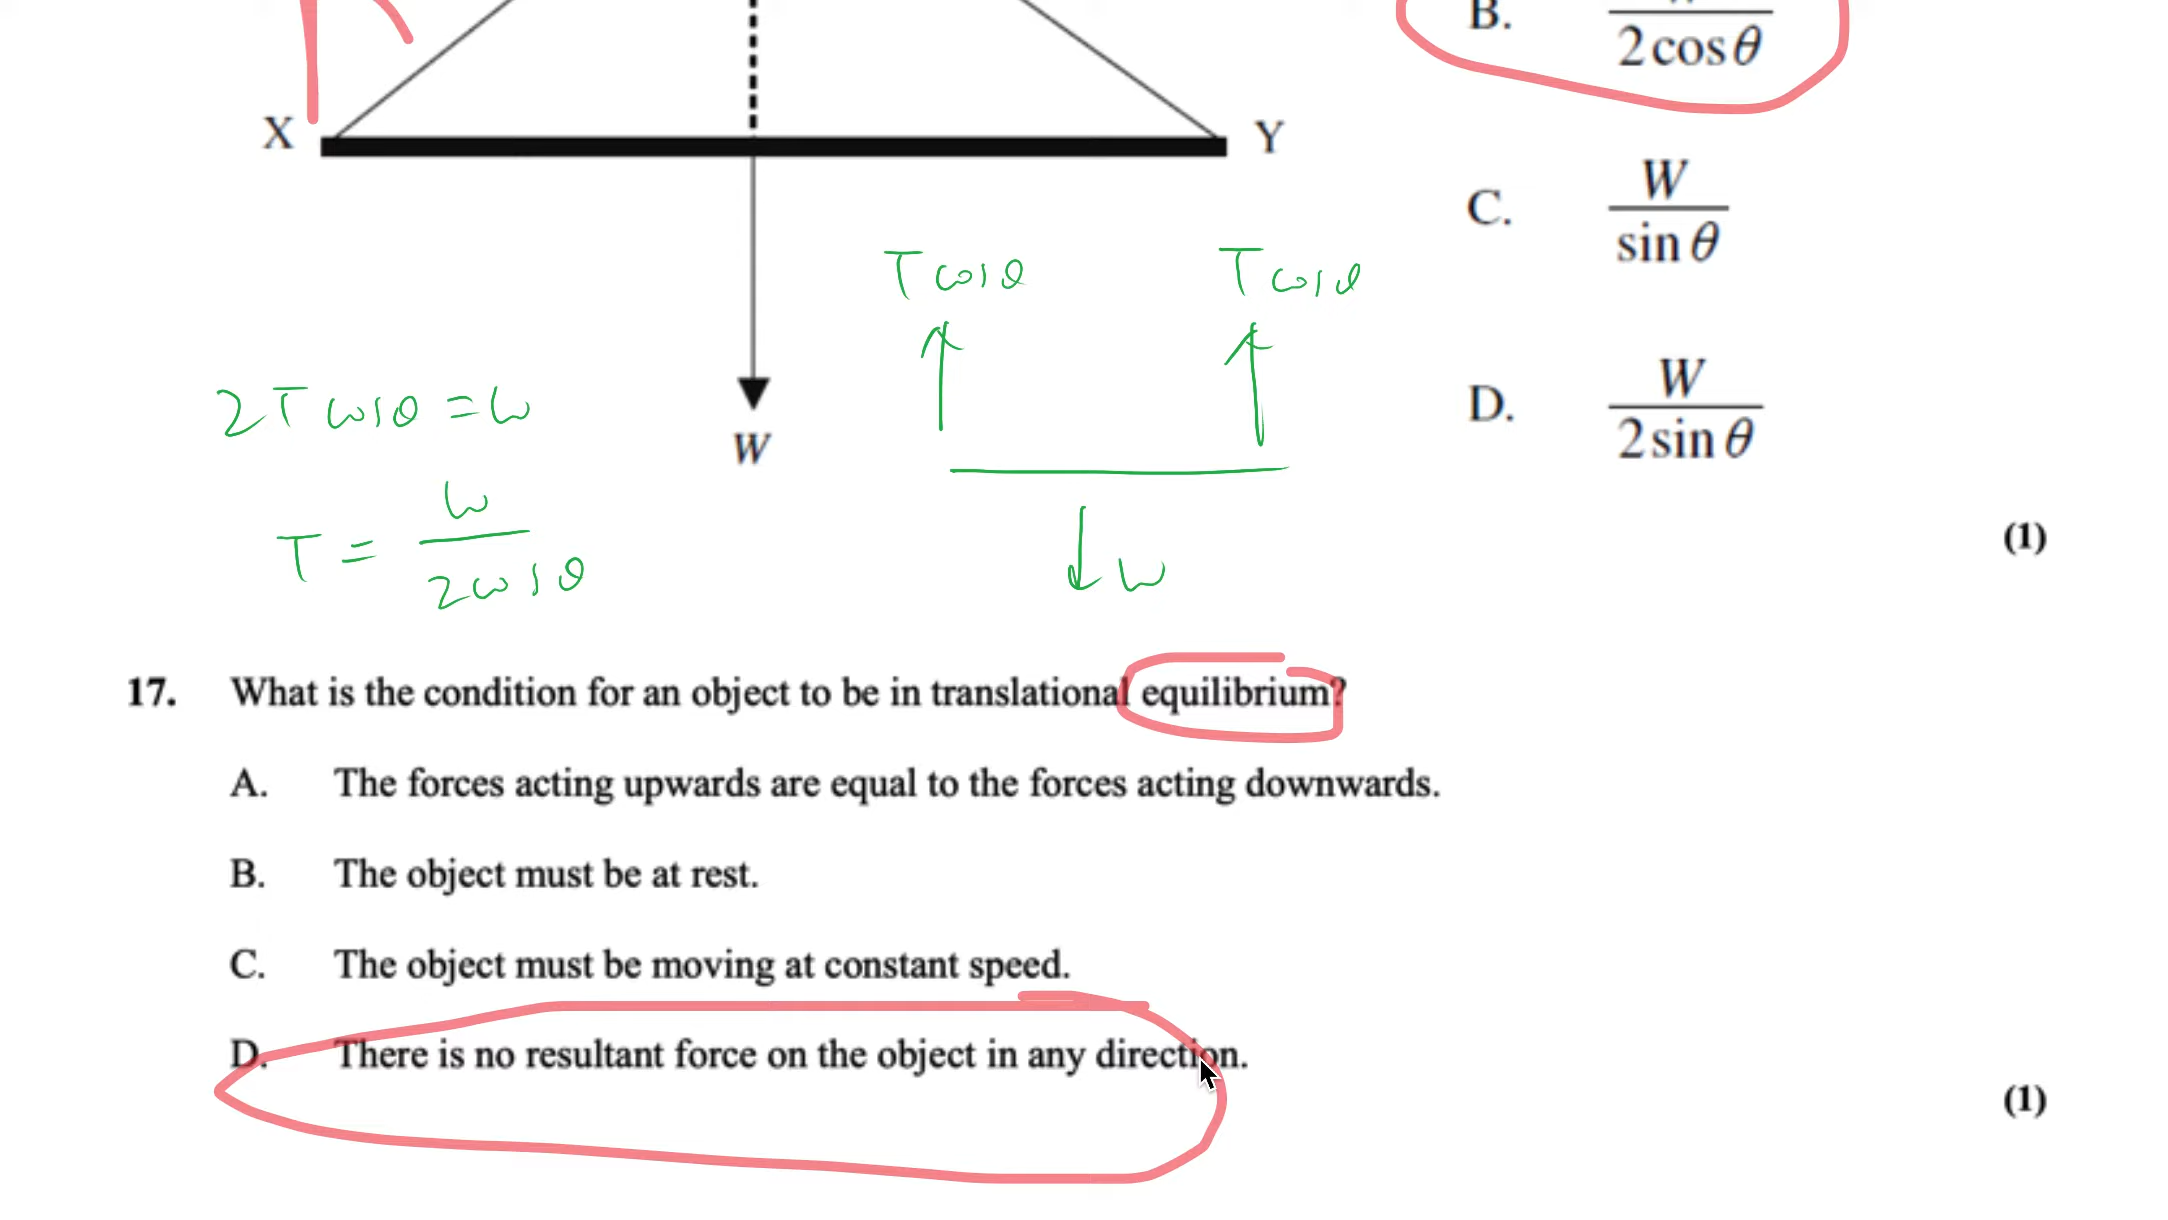 B.
2cosθ
X
Y
C. W
sin θ
Tcosθ Tcosθ
D. W
2sin θ
2Tcosθ = W
W
T = W
2cosθ
W
(1)
17. What is the condition for an object to be in translational equilibrium?
A. The forces acting upwards are equal to the forces acting downwards.
B. The object must be at rest.
C. The object must be moving at constant speed.
D. There is no resultant force on the object in any direction.
(1)